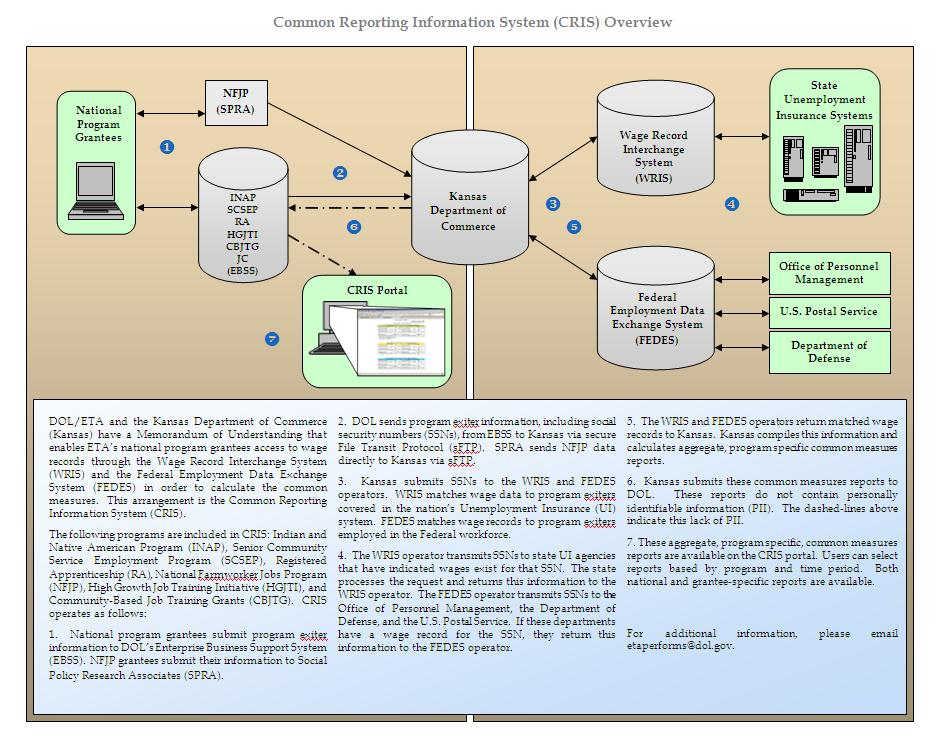 Common Reporting Information System (CRIS) Overview
National
Program
Grantees
NFJP
(SPRA)
1
INAP
SCSEP
RA
HGJTI
CBJTG
JC
(EBSS)
2
6
Kansas
Department of
Commerce
CRIS Portal
7
3
5
Wage Record
Interchange
System
(WRIS)
4
State
Unemployment
Insurance Systems
Federal
Employment Data
Exchange System
(FEDES)
Office of Personnel
Management
U.S. Postal Service
Department of
Defense
DOL/ETA and the Kansas Department of Commerce
(Kansas) have a Memorandum of Understanding that
enables ETA's national program grantees access to wage
records through the Wage Record Interchange System
(WRIS) and the Federal Employment Data Exchange
System (FEDES) in order to calculate the common
measures. This arrangement is the Common Reporting
Information System (CRIS).
The following programs are included in CRIS: Indian and
Native American Program (INAP), Senior Community
Service Employment Program (SCSEP), Registered
Apprenticeship (RA), National Farmworker Jobs Program
(NFJP), High Growth Job Training Initiative (HGJTI), and
Community-Based Job Training Grants (CBJTG). CRIS
operates as follows:
1. National program grantees submit program exiter
information to DOL's Enterprise Business Support System
(EBSS). NFJP grantees submit their information to Social
Policy Research Associates (SPRA).
2. DOL sends program exiter information, including social
security numbers (SSNs), from EBSS to Kansas via secure
File Transit Protocol (sFTP). SPRA sends NFJP data
directly to Kansas via sFTP.
3. Kansas submits SSNs to the WRIS and FEDES
operators. WRIS matches wage data to program exiters
covered in the nation's Unemployment Insurance (UI)
system. FEDES matches wage records to program exiters
employed in the Federal workforce.
4. The WRIS operator transmits SSNs to state UI agencies
that have indicated wages exist for that SSN. The state
processes the request and returns this information to the
WRIS operator. The FEDES operator transmits SSNs to the
Office of Personnel Management, the Department of
Defense, and the U.S. Postal Service. If these departments
have a wage record for the SSN, they return this
information to the FEDES operator.
5. The WRIS and FEDES operators return matched wage
records to Kansas. Kansas compiles this information and
calculates aggregate, program specific common measures
reports.
6. Kansas submits these common measures reports to
DOL. These reports do not contain personally
identifiable information (PII). The dashed-lines above
indicate this lack of PII.
7. These aggregate, program specific, common measures
reports are available on the CRIS portal. Users can select
reports based by program and time period. Both
national and grantee-specific reports are available.
For additional information, please email
etaperforms@dol.gov.